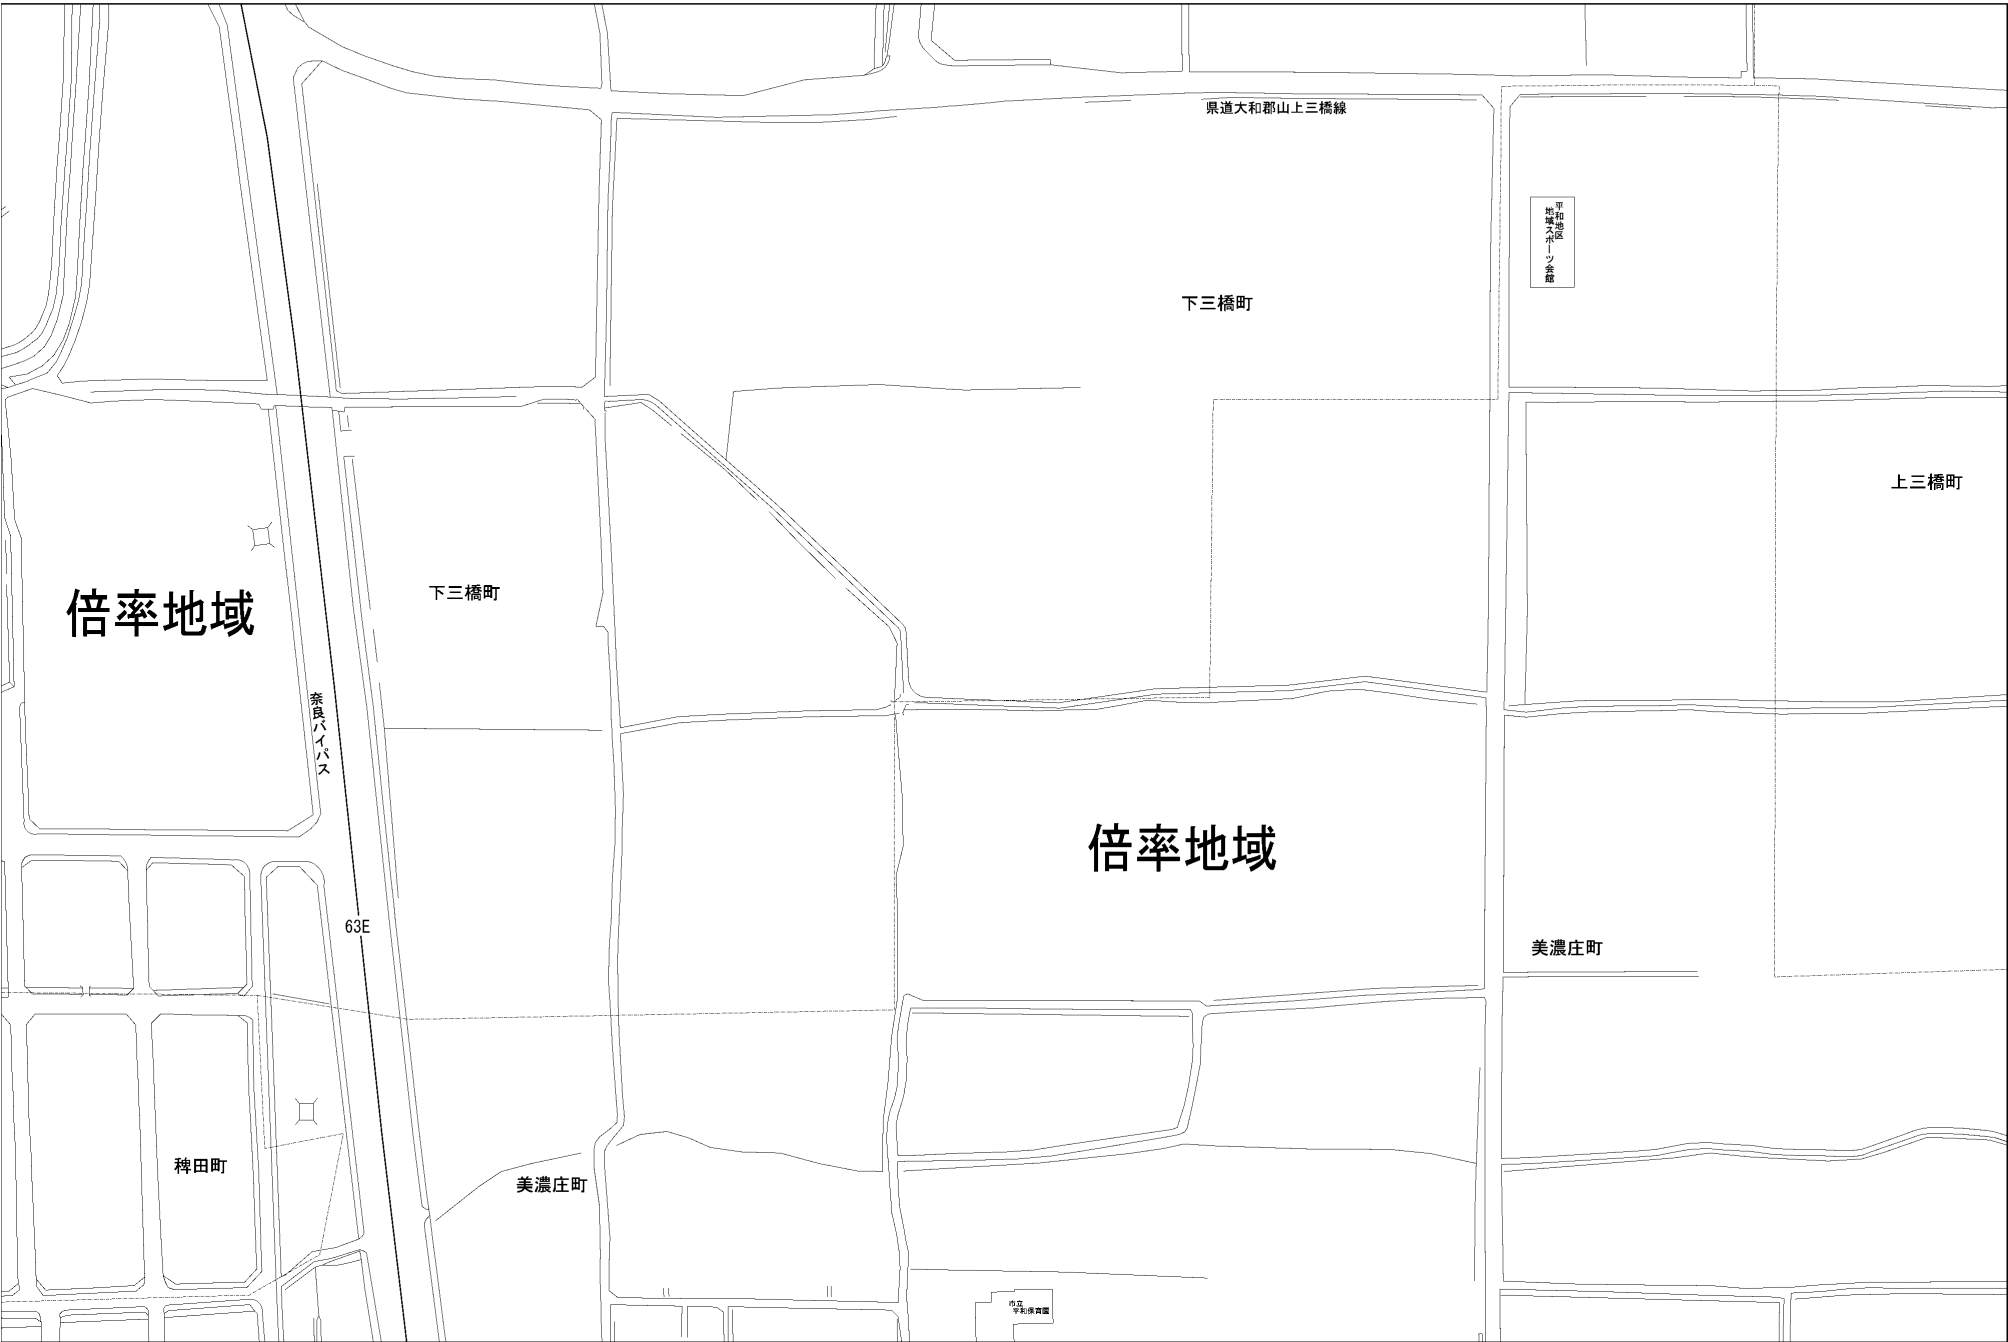 県道大和郡山上三橋線
平和地区
地域スポーツ会館
下三橋町
上三橋町
下三橋町
倍率地域
奈良バイパス
倍率地域
63E
美濃庄町
稗田町
美濃庄町
市立
平和保育園